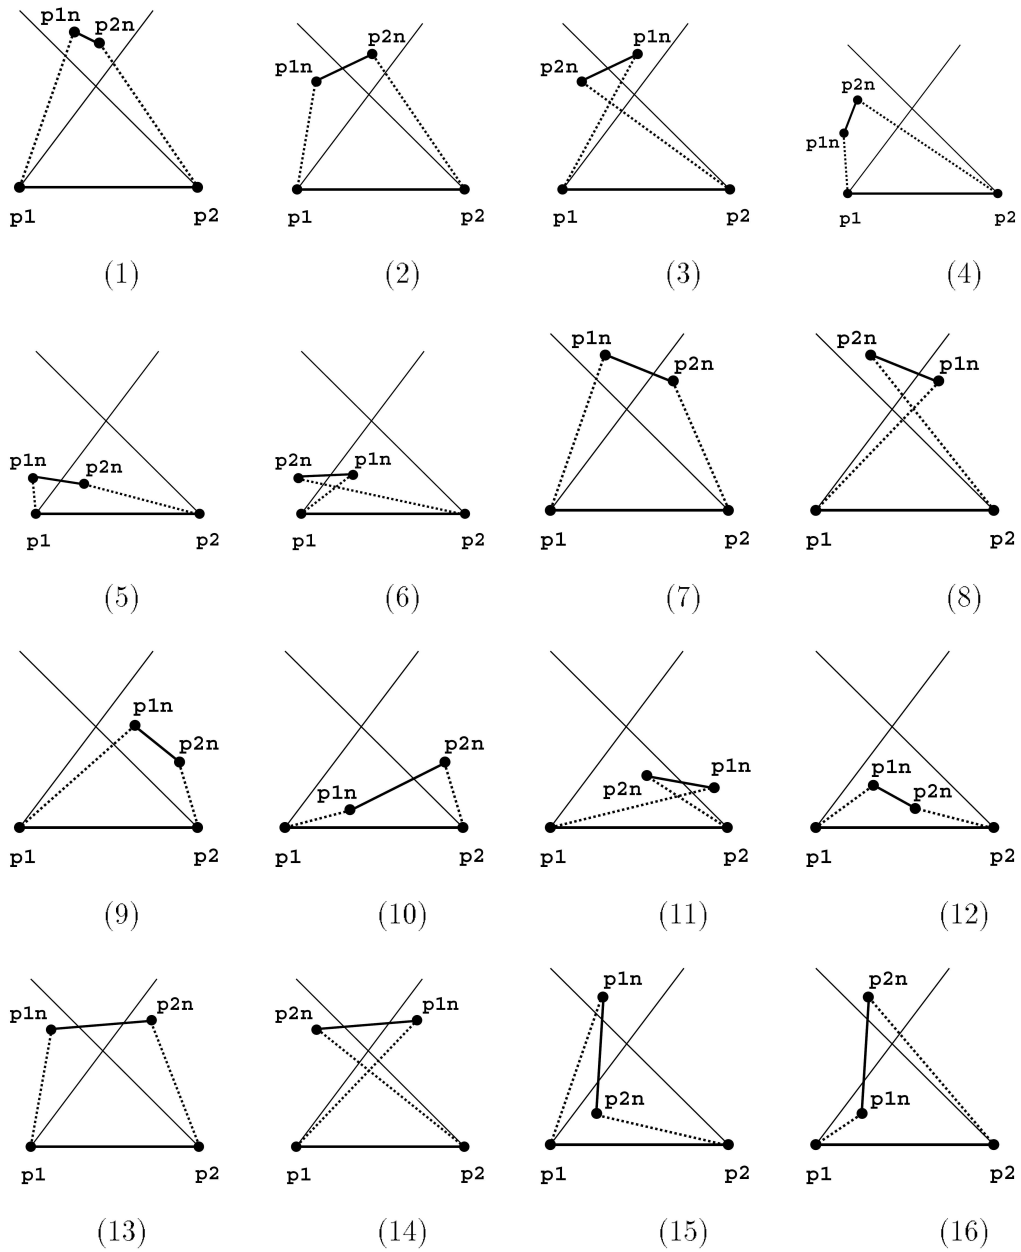 p1n p2n
p1 p2
(1)
p1n p2n
p1 p2
(2)
p2n p1n
p1 p2
(3)
p2n
p1n
p1 p2
(4)
p1n p2n
p1 p2
(5)
p2n p1n
p1 p2
(6)
p1n p2n
p1 p2
(7)
p2n p1n
p1 p2
(8)
p1n
p2n
p1 p2
(9)
p1n p2n
p1 p2
(10)
p2n p1n
p1 p2
(11)
p1n p2n
p1 p2
(12)
p1n p2n
p1 p2
(13)
p2n p1n
p1 p2
(14)
p1n
p2n
p1 p2
(15)
p2n
p1n
p1 p2
(16)